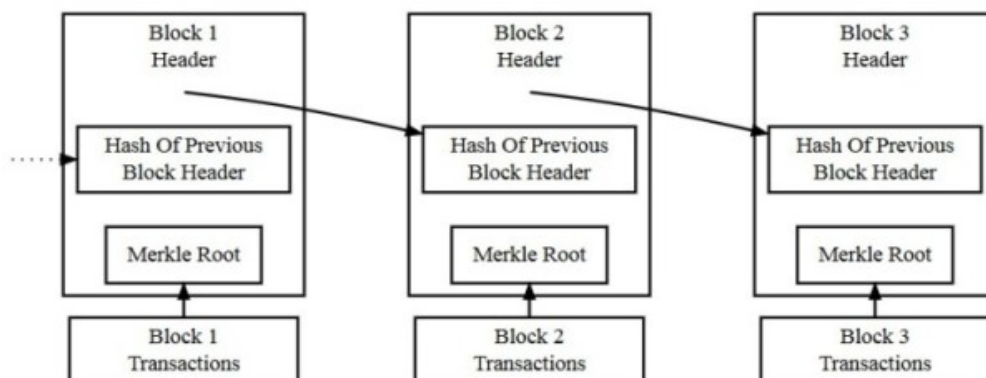 Block 1
Header
Hash Of Previous
Block Header
Merkle Root
Block 1
Transactions
Block 2
Header
Hash Of Previous
Block Header
Merkle Root
Block 2
Transactions
Block 3
Header
Hash Of Previous
Block Header
Merkle Root
Block 3
Transactions